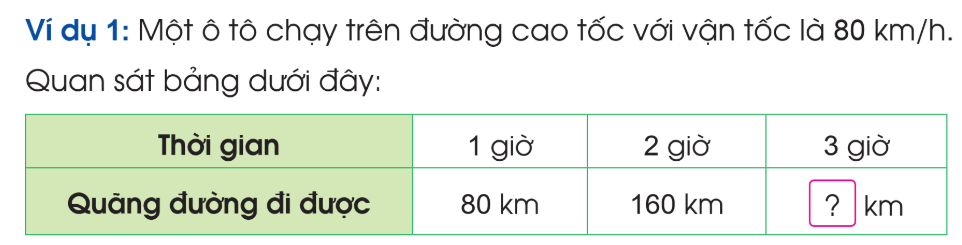 Ví dụ 1: Một ô tô chạy trên đường cao tốc với vận tốc là 80 km/h.
Quan sát bảng dưới đây:
Thời gian 1 giờ 2 giờ 3 giờ
Quãng đường đi được 80 km 160 km ? km